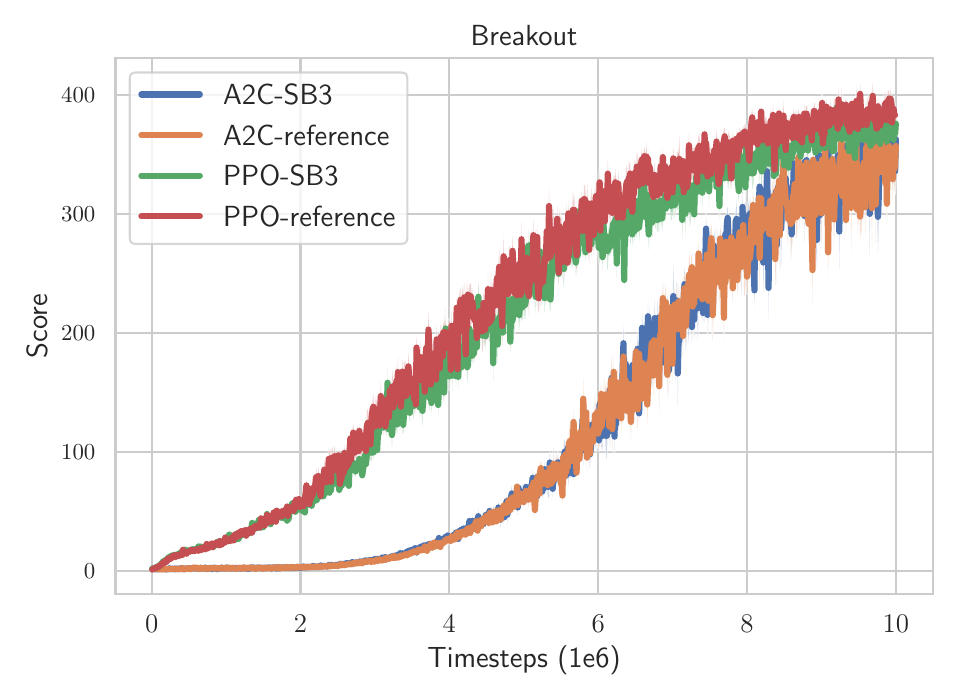 Breakout
A2C-SB3
A2C-reference
PPO-SB3
PPO-reference
400
300
200
100
0
Score
0 2 4 6 8 10
Timesteps (1e6)